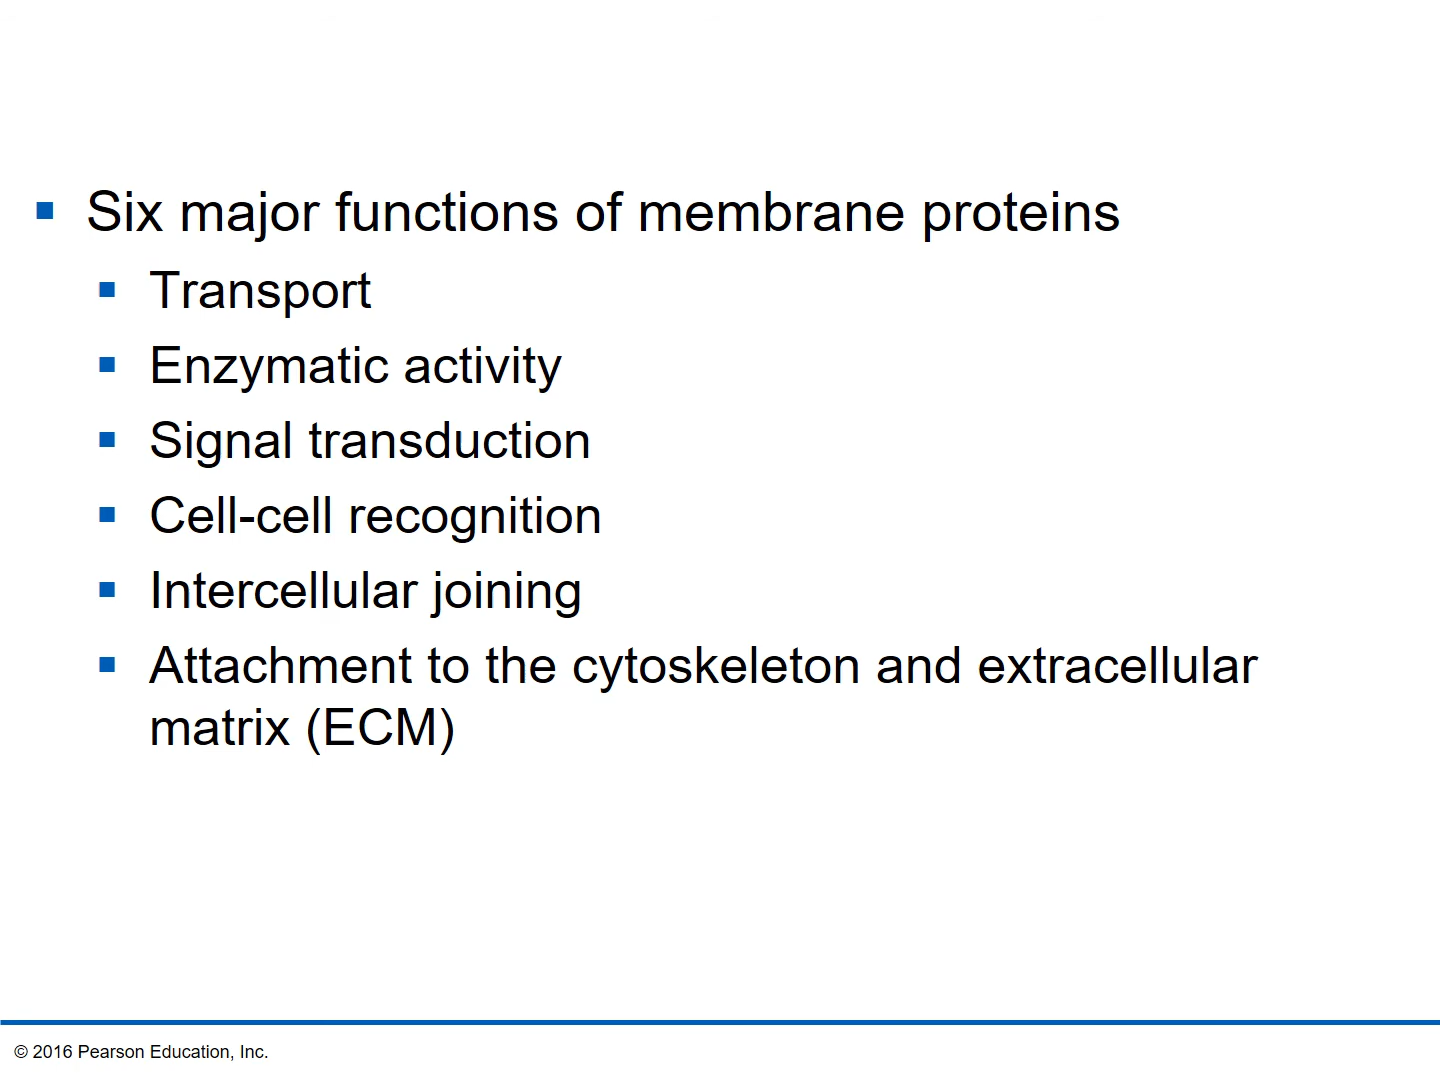 Six major functions of membrane proteins
Transport
Enzymatic activity
Signal transduction
Cell-cell recognition
Intercellular joining
Attachment to the cytoskeleton and extracellular
matrix (ECM)
© 2016 Pearson Education, Inc.